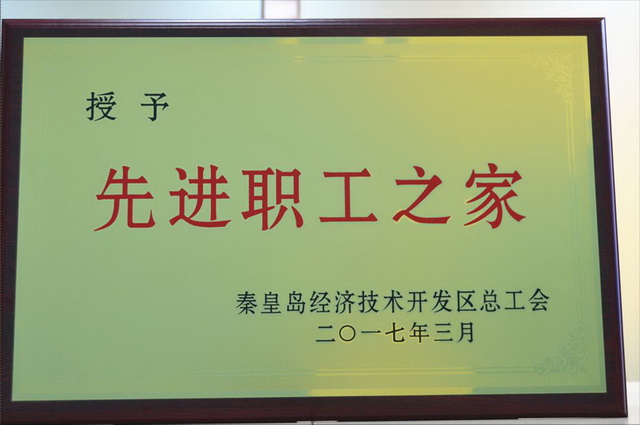 授 予
先进职工之家
秦皇岛经济技术开发区总工会
二〇一七年三月